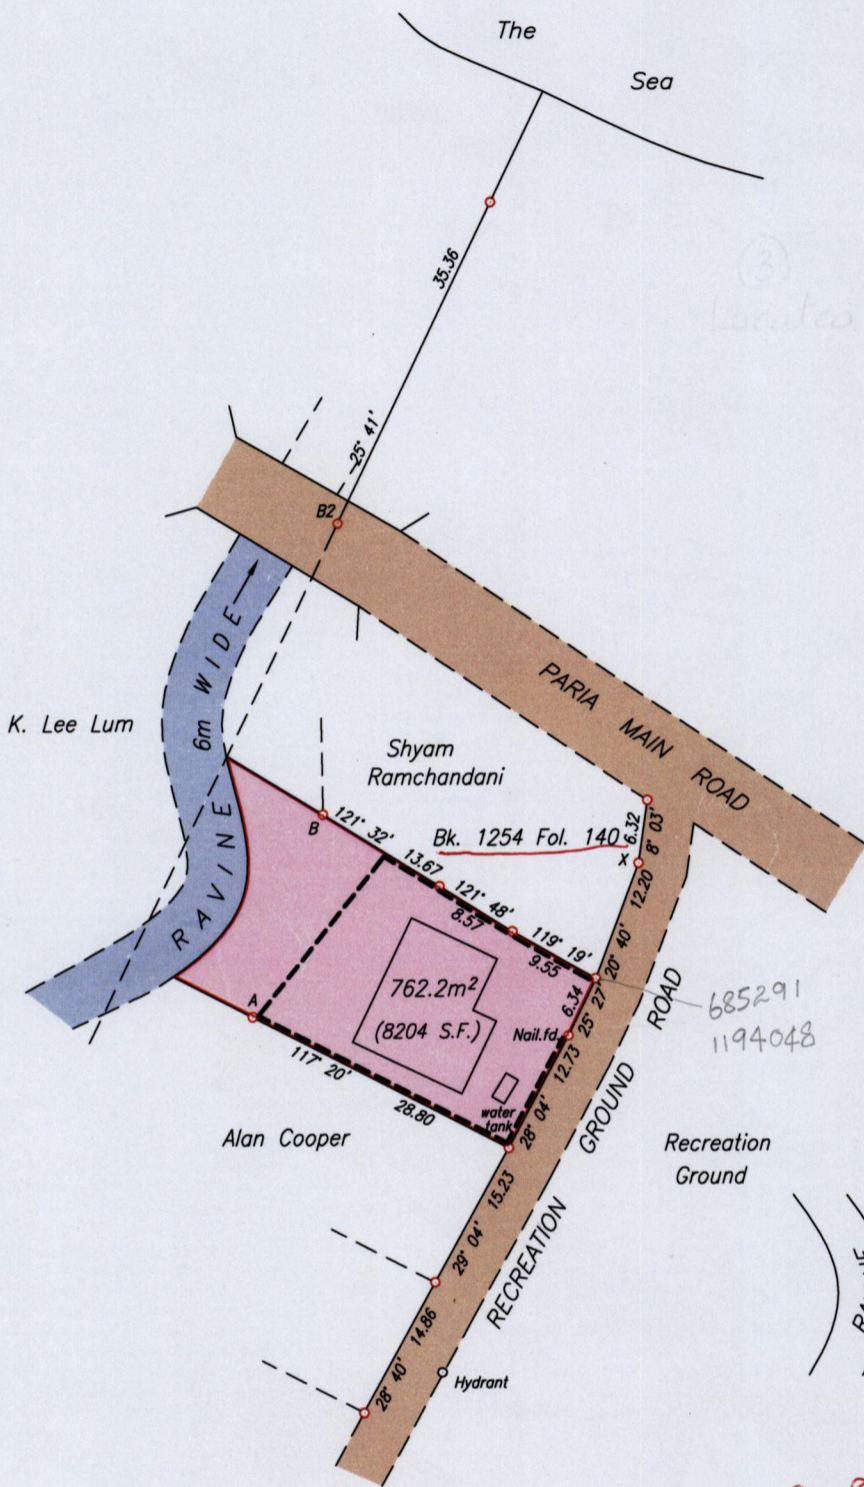 The
Sea
35.36
25° 41'
B2
3
Located
RAVINE 6m WIDE
K. Lee Lum
Shyam
Ramchandani
PARIA MAIN ROAD
Bk. 1254 Fol. 140
6.32
8° 03'
X
12.20
20° 40'
B
121° 32'
13.67
121° 48'
8.57
119° 19'
9.55
762.2m²
(8204 S.F.)
6.34
25° 27'
Nail.fd.
12.73
28° 04'
water
tank
A
117° 20'
28.80
685291
1194048
Alan Cooper
RECREATION GROUND ROAD
Recreation
Ground
15.23
29° 04'
14.86
28° 40'
Hydrant